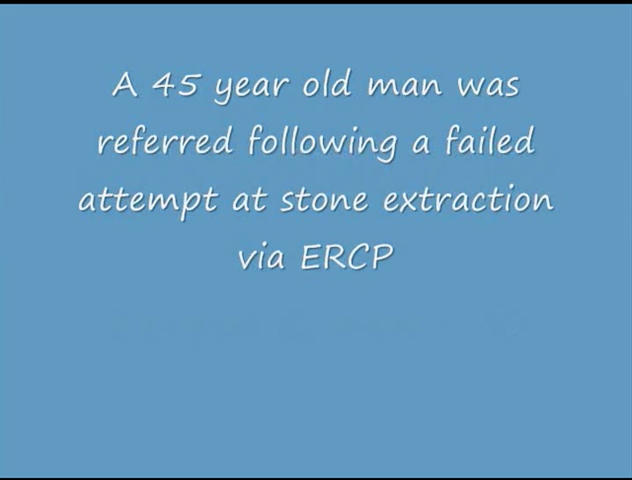 A 45 year old man was
referred following a failed
attempt at stone extraction
via ERCP